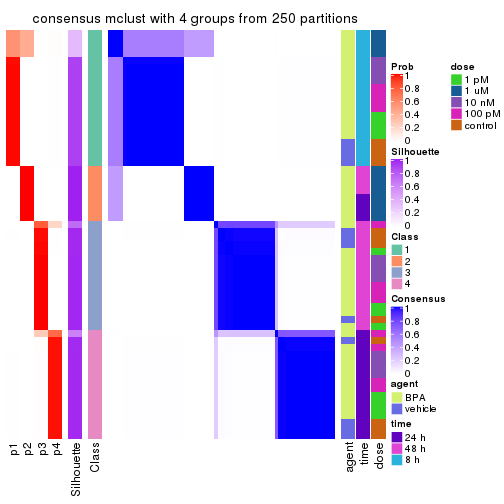 consensus mclust with 4 groups from 250 partitions
p1
p2
p3
p4
Silhouette
Class
agent
time
dose
Prob
1
0.8
0.6
0.4
0.2
0
Silhouette
1
0.8
0.6
0.4
0.2
0
Class
1
2
3
4
Consensus
1
0.8
0.6
0.4
0.2
0
agent
BPA
vehicle
time
24 h
48 h
8 h
dose
1 pM
1 uM
10 nM
100 pM
control